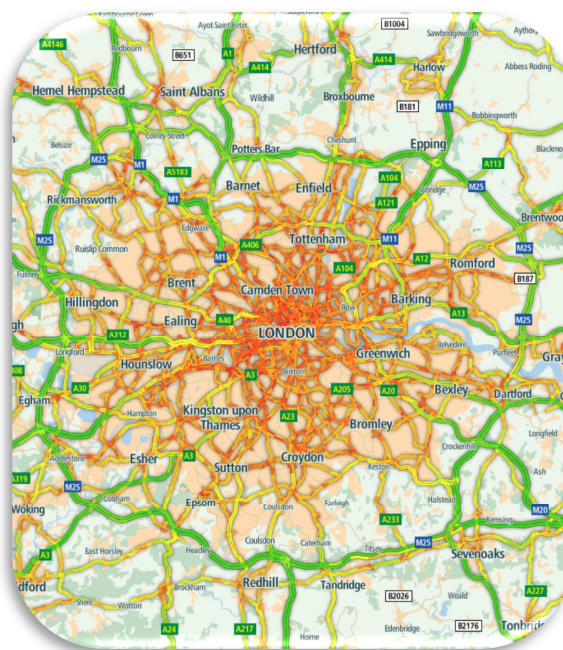 Ayot Saint Peter
B1004
Sawbridgeworth
A4146
Redbourn
B651
A1
Hertford
A414
A414
Harlow
Abbess Roding
Hemel Hempstead
Saint Albans
Wildhill
Broxbourne
B181
M11
Bobbingworth
Belsize
Colney Street
Cheshunt
Potters Bar
Epping
M25
M1
A5183
A104
A113
Rickmansworth
M1
Barnet
Enfield
A121
Abridge
M25
Brentwood
Edgware
M25
Ruislip Common
M1
A406
Tottenham
M11
A12
M25
Romford
A104
B187
Brent
Camden Town
Hillingdon
Barking
Bow
Ealing
A40
LONDON
A13
M25
A312
Longford
Barnes
Greenwich
Belvedere
Purfleet
Hounslow
A3
Brixton
A30
A205
A20
Bexley
Dartford
Egham
Hampton
Kingston upon
Thames
A23
Bromley
Longfield
Addlestone
Esher
A3
Croydon
Crockenhill
Sutton
Keston
Ash
M25
Cobham
Epsom
Coulsdon
Farleigh
Halstead
Woking
A233
Kemsing
M20
East Horsley
Headley
Coulsdon
Caterham
Titsey
M25
A3
Sevenoaks
Redhill
Tandridge
Brockham
Shere
Wotton
B2026
Weald
A227
A24
A217
Horne
Edenbridge
B2176